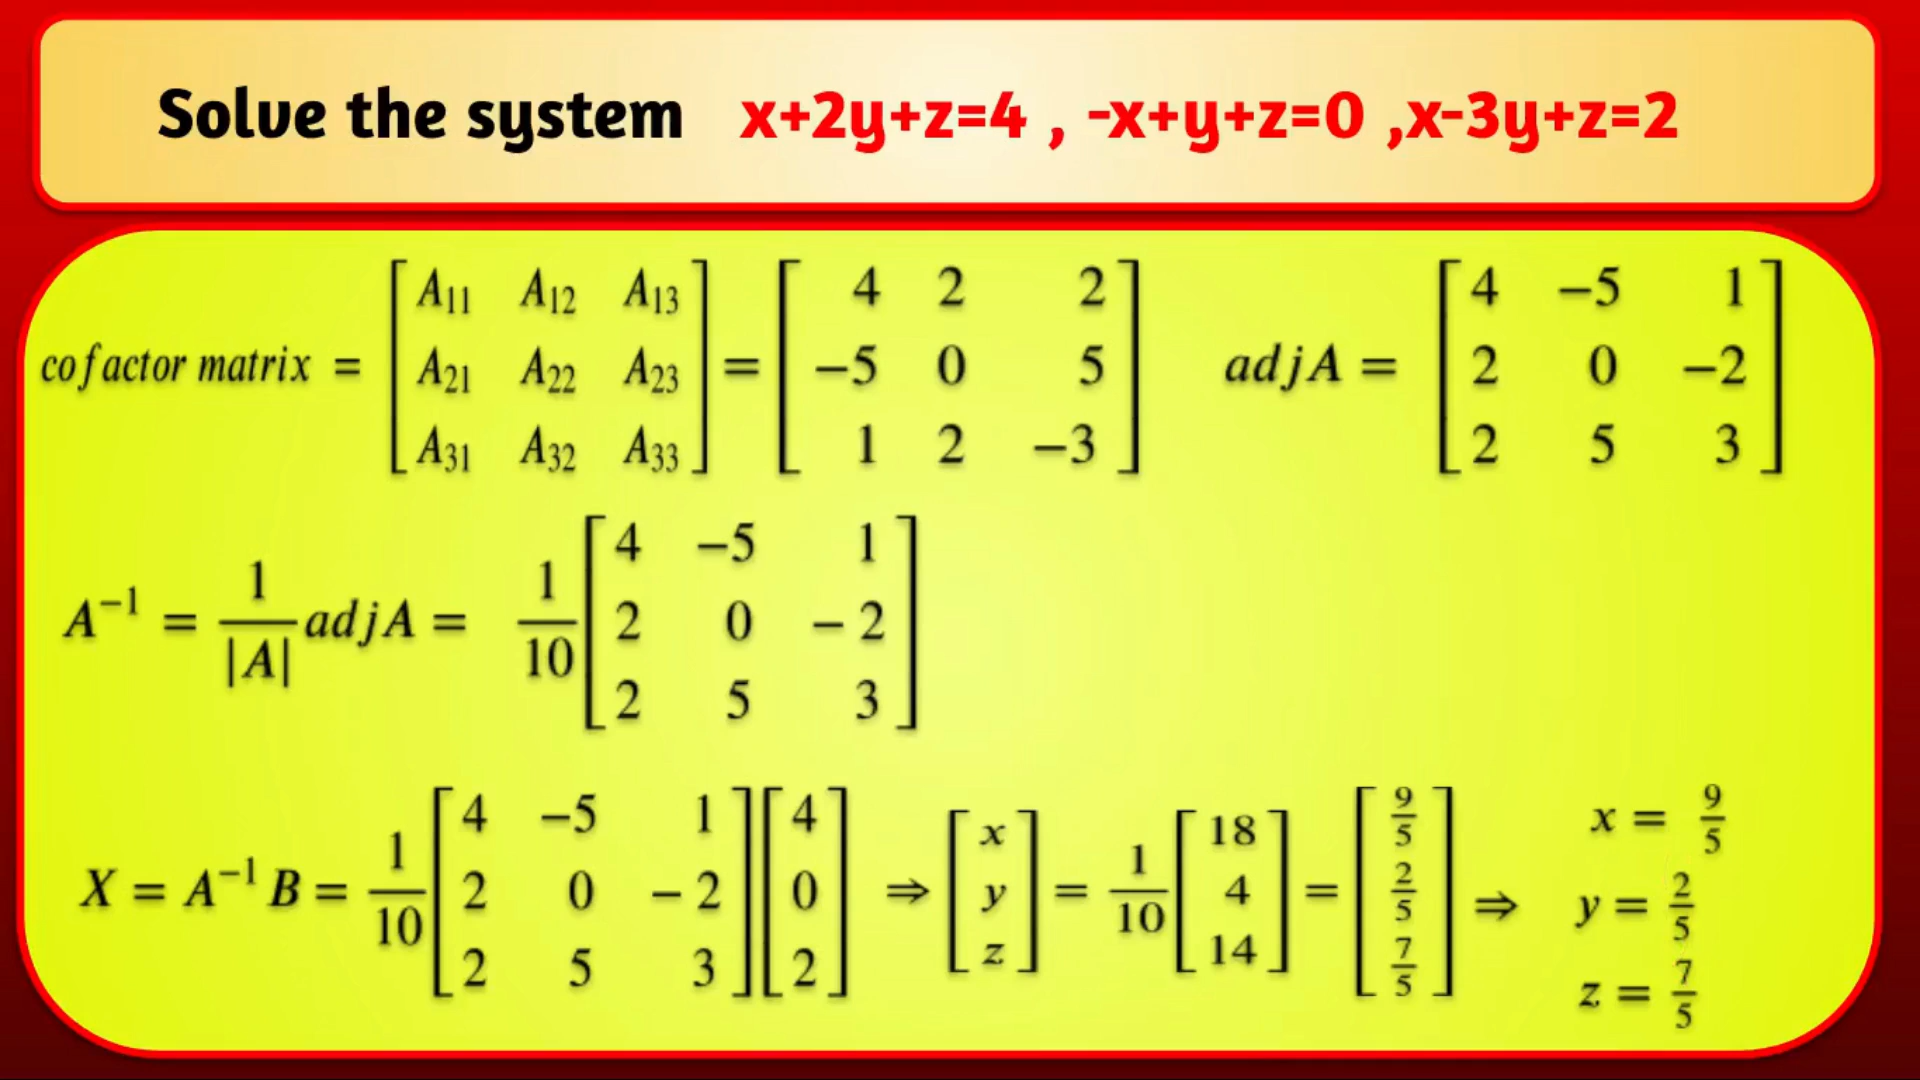 Solve the system x+2y+z=4 , -x+y+z=0 ,x-3y+z=2
cofactor matrix = [A₁₁ A₁₂ A₁₃; A₂₁ A₂₂ A₂₃; A₃₁ A₃₂ A₃₃] = [4 2 2; −5 0 5; 1 2 −3] adjA = [4 −5 1; 2 0 −2; 2 5 3]
A⁻¹ = 1/|A| adjA = 1/10 [4 −5 1; 2 0 −2; 2 5 3]
X = A⁻¹ B = 1/10 [4 −5 1; 2 0 −2; 2 5 3] [4; 0; 2] ⇒ [x; y; z] = 1/10 [18; 4; 14] = [9/5; 2/5; 7/5] ⇒ x = 9/5
y = 2/5
z = 7/5